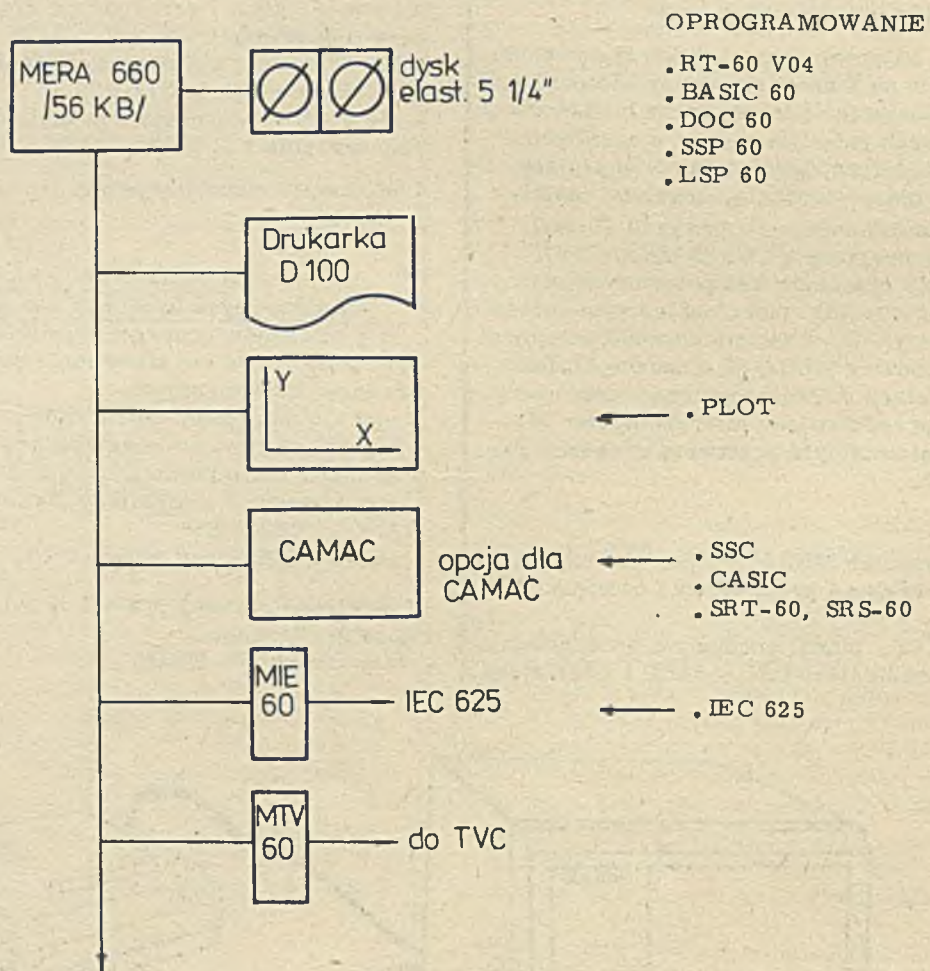 OPROGRAMOWANIE
MERA 660
/56 KB/
dysk
elast. 5 1/4"
. RT-60 V04
. BASIC 60
. DOC 60
. SSP 60
. LSP 60
Drukarka
D 100
Y
X
. PLOT
CAMAC
opcja dla
CAMAC
. SSC
. CASIC
. SRT-60, SRS-60
MIE
60
IEC 625
. IEC 625
MTV
60
do TVC